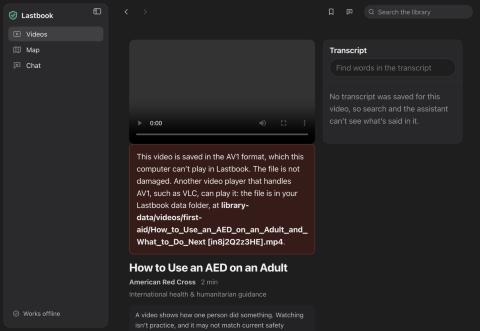 Lastbook
Videos
Map
Chat
Works offline
Search the library
0:00
This video is saved in the AV1 format, which this
computer can't play in Lastbook. The file is not
damaged. Another video player that handles
AV1, such as VLC, can play it: the file is in your
Lastbook data folder, at library-
data/videos/first-
aid/How_to_Use_an_AED_on_an_Adult_and_
What_to_Do_Next [in8j2Q2z3HE].mp4.
How to Use an AED on an Adult
American Red Cross 2 min
International health & humanitarian guidance
A video shows how one person did something. Watching
isn't practice, and it may not match current safety
Transcript
Find words in the transcript
No transcript was saved for this
video, so search and the assistant
can't see what's said in it.